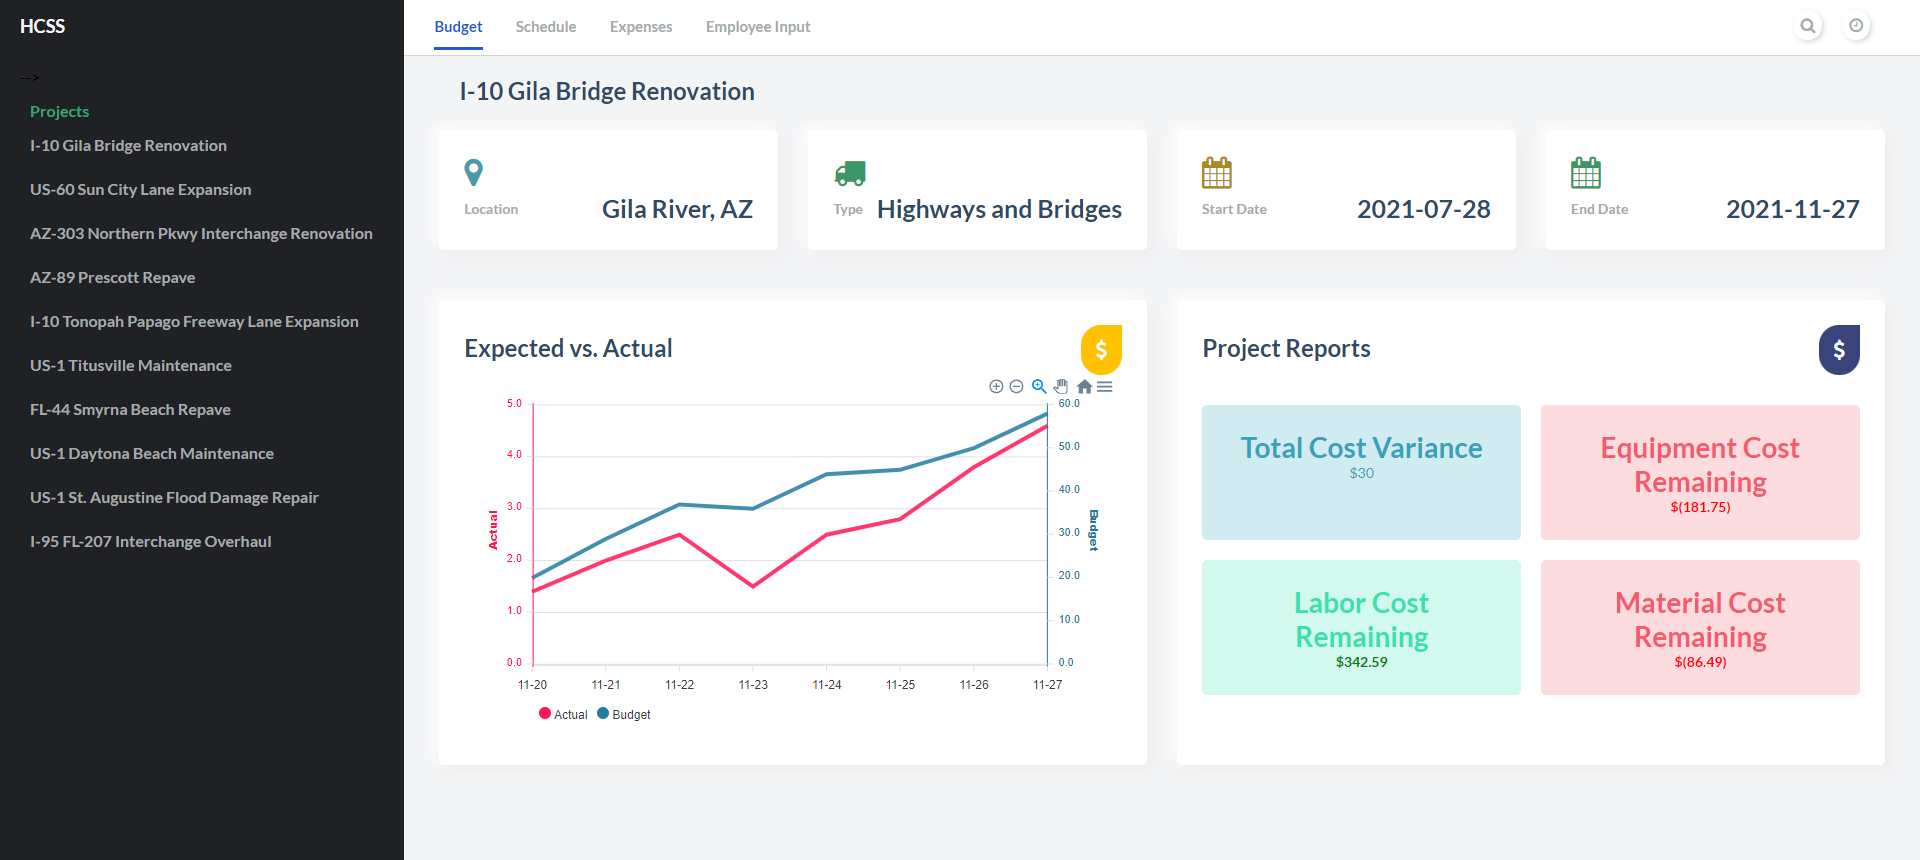 HCSS
-->
Projects
I-10 Gila Bridge Renovation
US-60 Sun City Lane Expansion
AZ-303 Northern Pkwy Interchange Renovation
AZ-89 Prescott Repave
I-10 Tonopah Papago Freeway Lane Expansion
US-1 Titusville Maintenance
FL-44 Smyrna Beach Repave
US-1 Daytona Beach Maintenance
US-1 St. Augustine Flood Damage Repair
I-95 FL-207 Interchange Overhaul
Budget Schedule Expenses Employee Input
I-10 Gila Bridge Renovation
Location Gila River, AZ
Type Highways and Bridges
Start Date 2021-07-28
End Date 2021-11-27
Expected vs. Actual
$
5.0
4.0
3.0
2.0
1.0
0.0
Actual
60.0
50.0
40.0
30.0
20.0
10.0
0.0
Budget
11-20 11-21 11-22 11-23 11-24 11-25 11-26 11-27
Actual Budget
Project Reports
$
Total Cost Variance
$30
Equipment Cost
Remaining
$(181.75)
Labor Cost
Remaining
$342.59
Material Cost
Remaining
$(86.49)